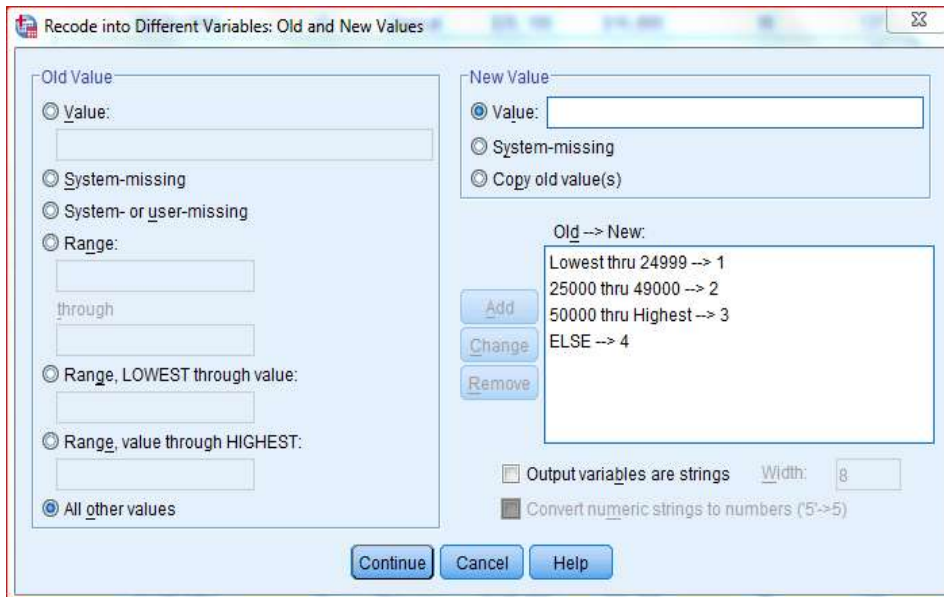 Recode into Different Variables: Old and New Values
Old Value
Value:
System-missing
System- or user-missing
Range:
through
Range, LOWEST through value:
Range, value through HIGHEST:
All other values
New Value
Value:
System-missing
Copy old value(s)
Old --> New:
Lowest thru 24999 --> 1
25000 thru 49000 --> 2
50000 thru Highest --> 3
ELSE --> 4
Add
Change
Remove
Output variables are strings Width: 8
Convert numeric strings to numbers ('5'->5)
Continue Cancel Help